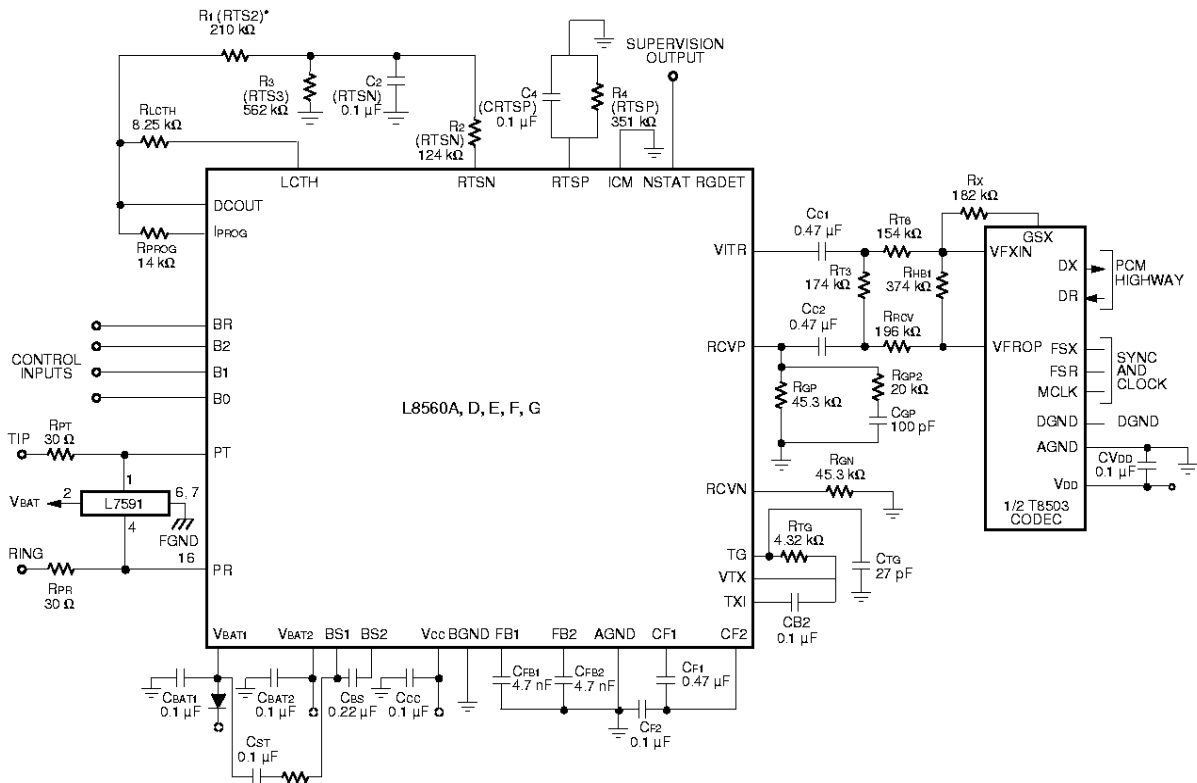 R1 (RTS2)*
210 kΩ
R3
(RTS3)
562 kΩ
C2
(RTSN)
0.1 µF
R2
(RTSN)
124 kΩ
C4
(CRTSP)
0.1 µF
R4
(RTSP)
351 kΩ
SUPERVISION
OUTPUT
RLCTH
8.25 kΩ
LCTH
RTSN
RTSP
ICM
NSTAT
RGDET
DCOUT
IPROG
RPROG
14 kΩ
VITR
CC1
0.47 µF
RT6
154 kΩ
RX
182 kΩ
GSX
VFXIN
DX
DR
PCM
HIGHWAY
RT3
174 kΩ
RHB1
374 kΩ
CC2
0.47 µF
RRCV
196 kΩ
RCVP
VFROP
FSX
FSR
MCLK
SYNC
AND
CLOCK
DGND
DGND
AGND
VDD
CVDD
0.1 µF
1/2 T8503
CODEC
BR
B2
B1
B0
CONTROL
INPUTS
L8560A, D, E, F, G
RGP
45.3 kΩ
RGP2
20 kΩ
CGP
100 pF
RPT
30 Ω
TIP
PT
1
VBAT
2
L7591
6, 7
4
FGND
16
RING
PR
RPR
30 Ω
RCVN
RGN
45.3 kΩ
TG
RTG
4.32 kΩ
CTG
27 pF
VTX
TXI
CB2
0.1 µF
VBAT1
VBAT2
BS1
BS2
VCC
BGND
FB1
FB2
AGND
CF1
CF2
CBAT1
0.1 µF
CBAT2
0.1 µF
CBS
0.22 µF
CCC
0.1 µF
CFB1
4.7 nF
CFB2
4.7 nF
CF1
0.47 µF
CF2
0.1 µF
CST
0.1 µF